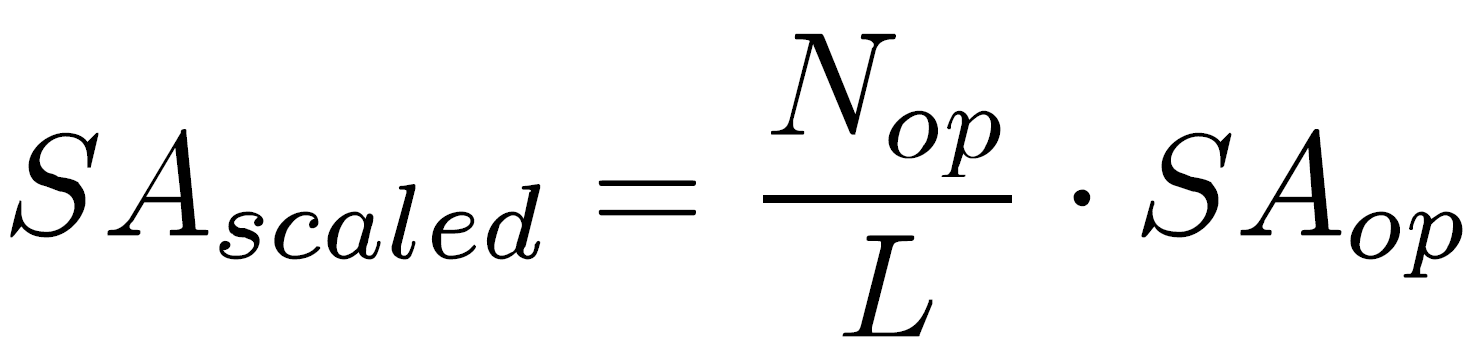 $SA_{scaled} = \frac{N_{op}}{L} \cdot SA_{op}$